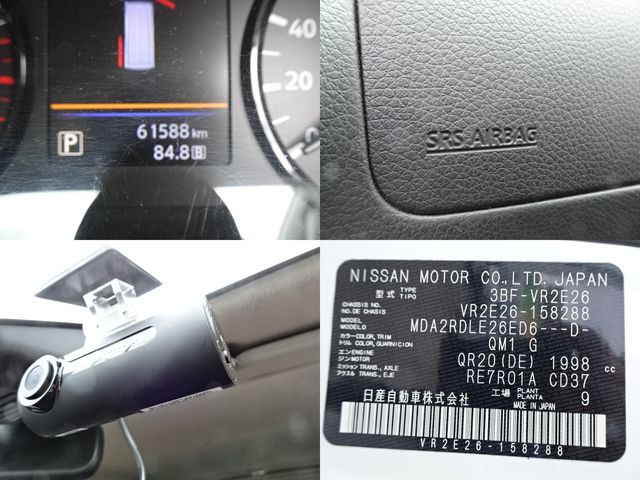 40
20
0
P
61588 km
84.8 B
SRS AIRBAG
NISSAN MOTOR CO.,LTD. JAPAN
型式 TYPE TIPO 3BF-VR2E26
CHASSIS NO. NO.DE CHASIS VR2E26-158288
MODEL MODELO MDA2RDLE26ED6---D-
カラー,トリム COLOR,TRIM COLOR,GUARNICION QM1 G
エンジン ENGINE MOTOR QR20(DE) 1998 cc
ミッション アクスル TRANS.,AXLE TRANS.,EJE RE7R01A CD37
日産自動車株式会社 工場 PLANT PLANTA 9
MADE IN JAPAN
VR2E26-158288